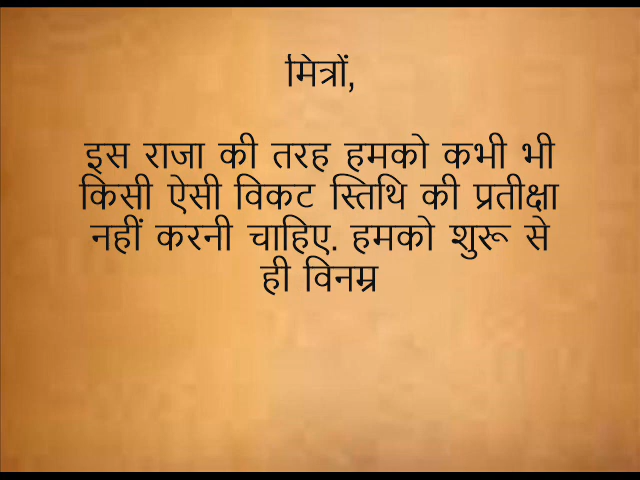 मित्रों,
इस राजा की तरह हमको कभी भी
किसी ऐसी विकट स्तिथि की प्रतीक्षा
नहीं करनी चाहिए. हमको शुरू से
ही विनम्र